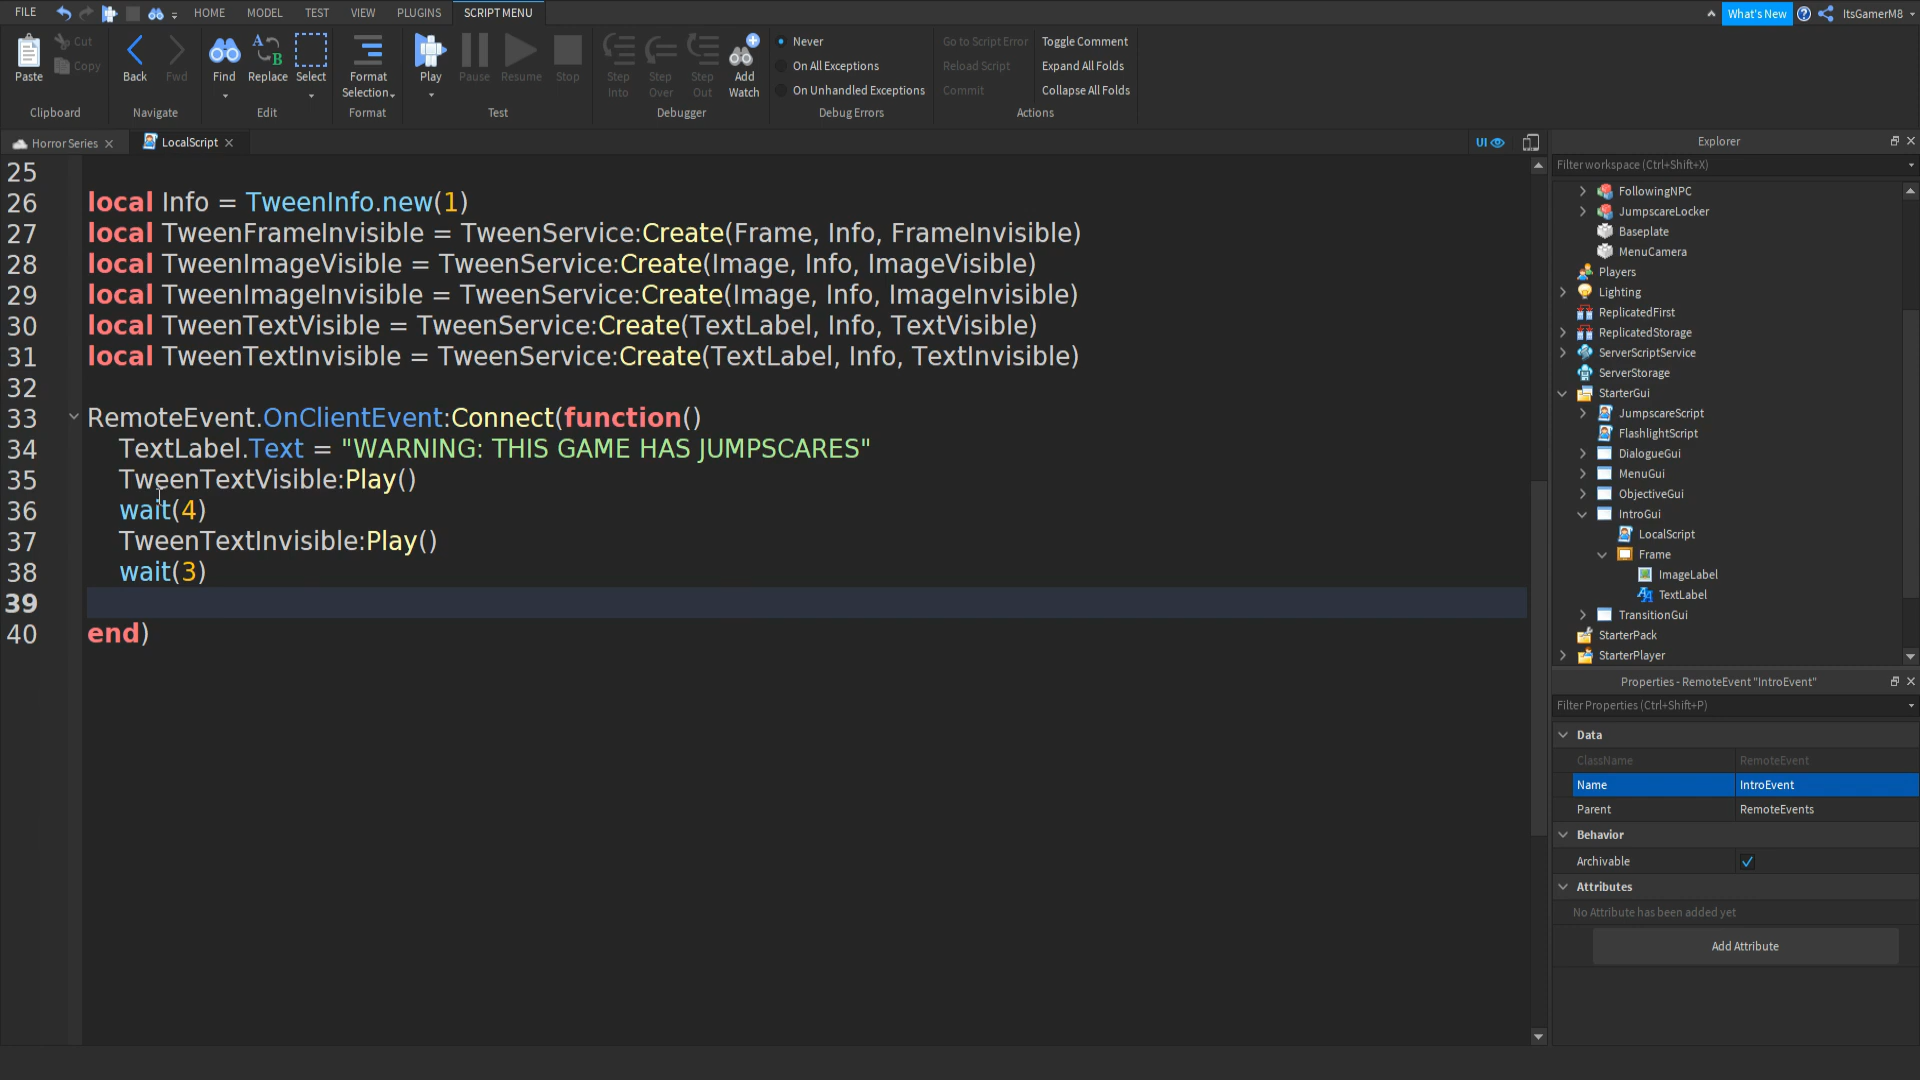 FILE HOME MODEL TEST VIEW PLUGINS SCRIPT MENU What's New ItsGamerM8
Paste Cut Copy Clipboard
Back Fwd Navigate
Find Replace Select Edit
Format Selection Format
Play Pause Resume Stop Test
Step Into Step Over Step Out Add Watch Debugger
Never
On All Exceptions
On Unhandled Exceptions
Debug Errors
Go to Script Error Toggle Comment
Reload Script Expand All Folds
Commit Collapse All Folds
Actions
Horror Series LocalScript UI
25
26 local Info = TweenInfo.new(1)
27 local TweenFrameInvisible = TweenService:Create(Frame, Info, FrameInvisible)
28 local TweenImageVisible = TweenService:Create(Image, Info, ImageVisible)
29 local TweenImageInvisible = TweenService:Create(Image, Info, ImageInvisible)
30 local TweenTextVisible = TweenService:Create(TextLabel, Info, TextVisible)
31 local TweenTextInvisible = TweenService:Create(TextLabel, Info, TextInvisible)
32
33 RemoteEvent.OnClientEvent:Connect(function()
34 TextLabel.Text = "WARNING: THIS GAME HAS JUMPSCARES"
35 TweenTextVisible:Play()
36 wait(4)
37 TweenTextInvisible:Play()
38 wait(3)
39
40 end)
Explorer
Filter workspace (Ctrl+Shift+X)
FollowingNPC
JumpscareLocker
Baseplate
MenuCamera
Players
Lighting
ReplicatedFirst
ReplicatedStorage
ServerScriptService
ServerStorage
StarterGui
JumpscareScript
FlashlightScript
DialogueGui
MenuGui
ObjectiveGui
IntroGui
LocalScript
Frame
ImageLabel
TextLabel
TransitionGui
StarterPack
StarterPlayer
Properties - RemoteEvent "IntroEvent"
Filter Properties (Ctrl+Shift+P)
Data
ClassName RemoteEvent
Name IntroEvent
Parent RemoteEvents
Behavior
Archivable
Attributes
No Attribute has been added yet
Add Attribute